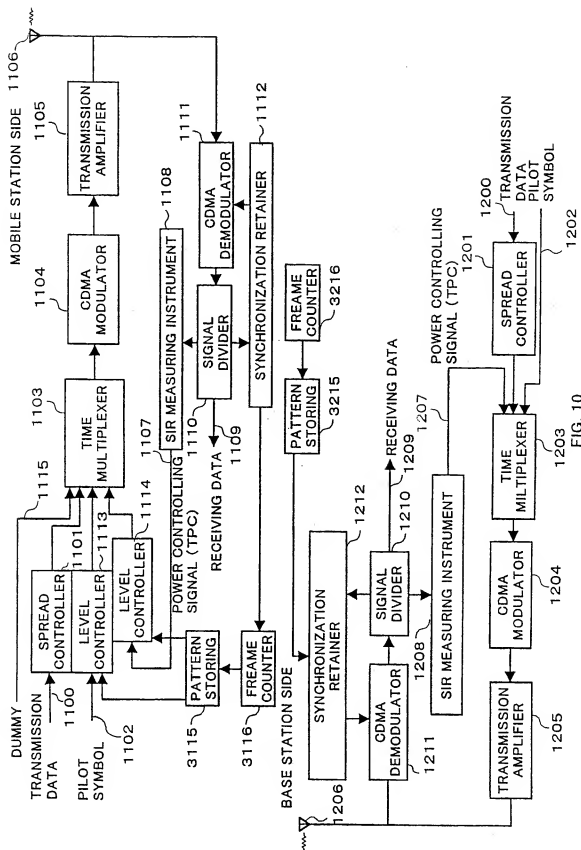 MOBILE STATION SIDE
1106
DUMMY
1115
TRANSMISSION
DATA
1100
SPREAD
CONTROLLER
1101
PILOT
SYMBOL
1102
LEVEL
CONTROLLER
1113
LEVEL
CONTROLLER
1114
TIME
MULTIPLEXER
1103
CDMA
MODULATOR
1104
TRANSMISSION
AMPLIFIER
1105
POWER CONTROLLING
SIGNAL (TPC)
1107
SIR MEASURING INSTRUMENT
1108
RECEIVING DATA
1109
SIGNAL
DIVIDER
1110
CDMA
DEMODULATOR
1111
SYNCHRONIZATION RETAINER
1112
PATTERN
STORING
3115
FREAME
COUNTER
3116
BASE STATION SIDE
1206
PATTERN
STORING
3215
FREAME
COUNTER
3216
SYNCHRONIZATION
RETAINER
1212
CDMA
DEMODULATOR
1211
SIGNAL
DIVIDER
1210
RECEIVING DATA
1209
SIR MEASURING INSTRUMENT
1208
POWER CONTROLLING
SIGNAL (TPC)
1207
TRANSMISSION
DATA
1200
PILOT
SYMBOL
1202
SPREAD
CONTROLLER
1201
TIME
MILTIPLEXER
1203
CDMA
MODULATOR
1204
TRANSMISSION
AMPLIFIER
1205
FIG. 10